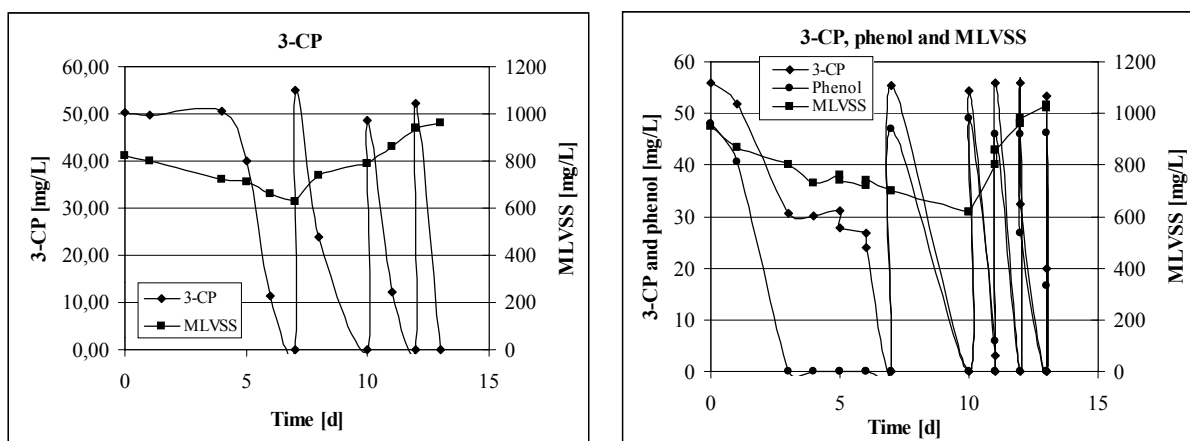 3-CP
60,00
50,00
40,00
30,00
20,00
10,00
0,00
3-CP [mg/L]
1200
1000
800
600
400
200
0
MLVSS [mg/L]
3-CP
MLVSS
0 5 10 15
Time [d]
3-CP, phenol and MLVSS
60
50
40
30
20
10
0
3-CP and phenol [mg/L]
1200
1000
800
600
400
200
0
MLVSS [mg/L]
3-CP
Phenol
MLVSS
0 5 10 15
Time [d]